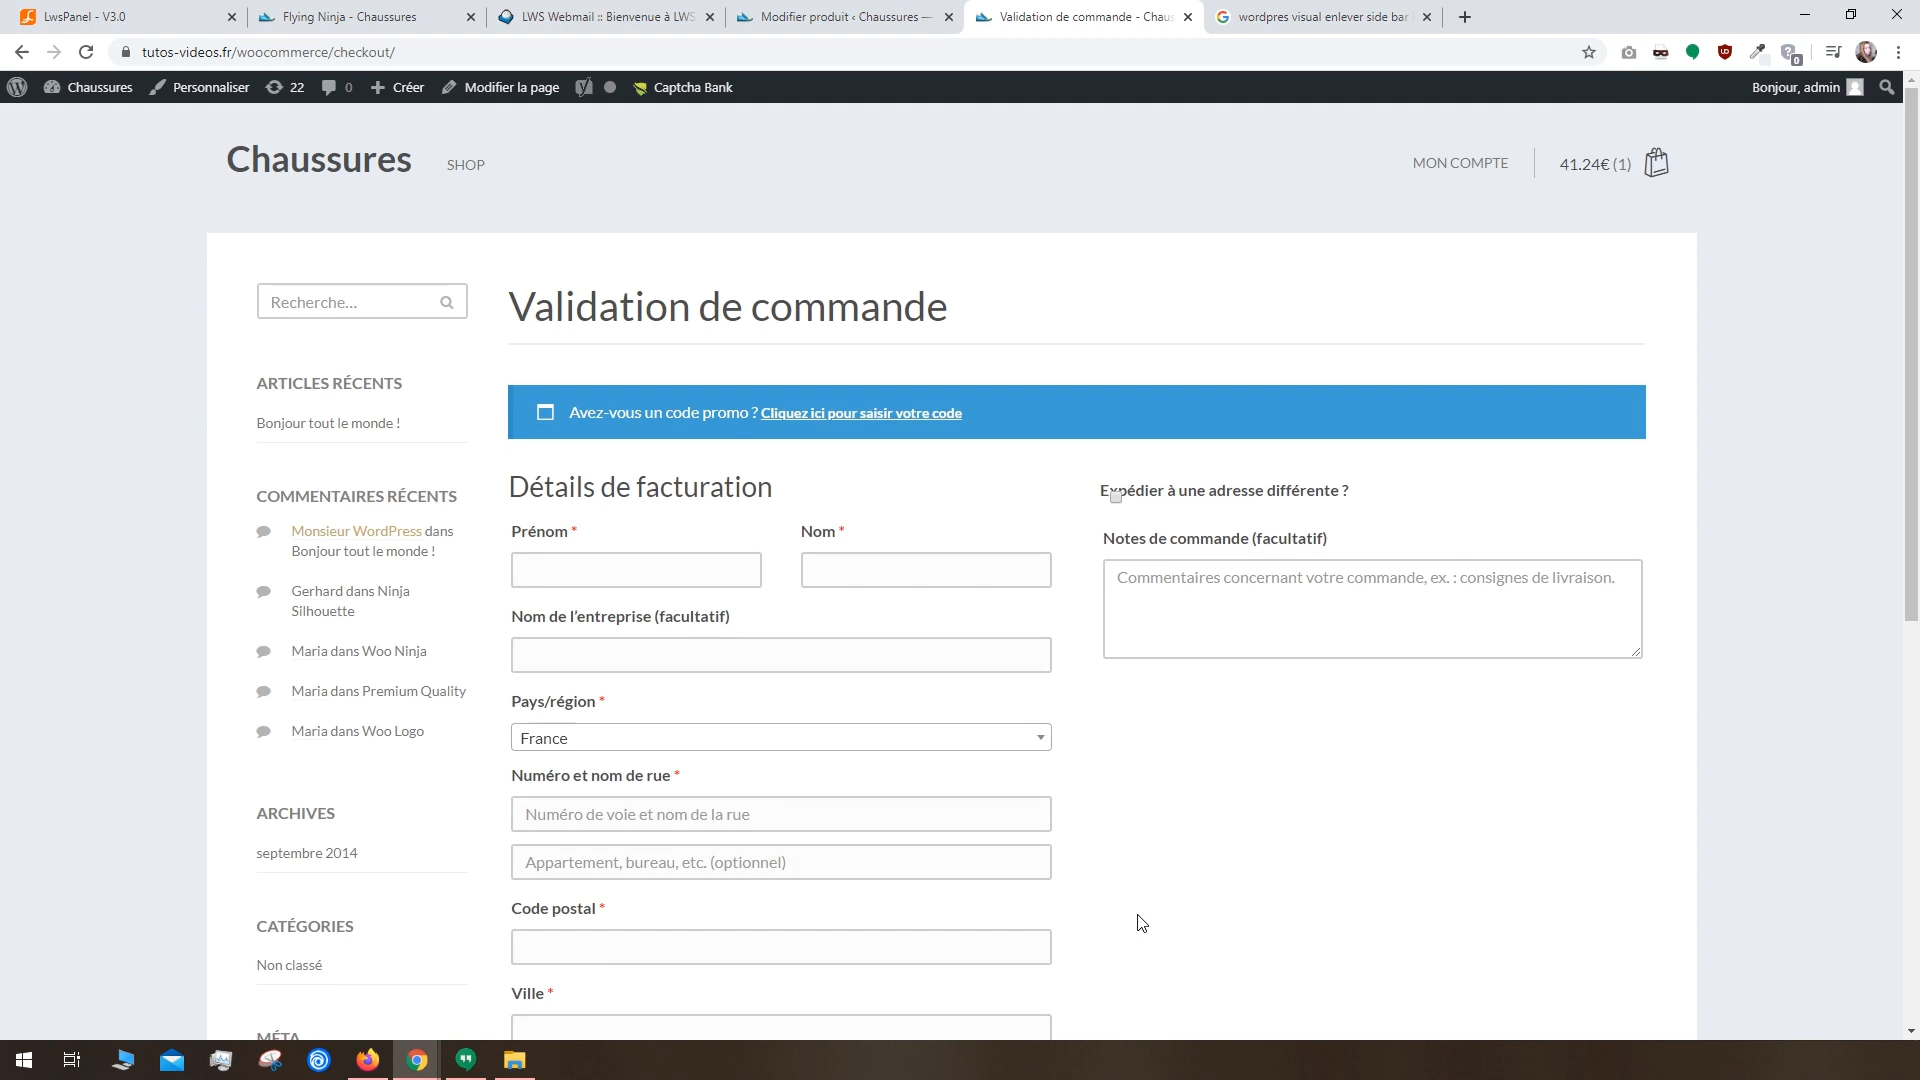 LwsPanel - V3.0
Flying Ninja - Chaussures
LWS Webmail :: Bienvenue à LWS
Modifier produit ‹ Chaussures —
Validation de commande - Chaus
wordpres visual enlever side bar
tutos-videos.fr/woocommerce/checkout/
0
Chaussures
Personnaliser
22
0
Créer
Modifier la page
Captcha Bank
Bonjour, admin
Chaussures
SHOP
MON COMPTE
41.24€ (1)
Recherche…
Validation de commande
ARTICLES RÉCENTS
Bonjour tout le monde !
Avez-vous un code promo ? Cliquez ici pour saisir votre code
COMMENTAIRES RÉCENTS
Monsieur WordPress dans
Bonjour tout le monde !
Gerhard dans Ninja
Silhouette
Maria dans Woo Ninja
Maria dans Premium Quality
Maria dans Woo Logo
ARCHIVES
septembre 2014
CATÉGORIES
Non classé
MÉTA
Détails de facturation
Prénom *
Nom *
Nom de l’entreprise (facultatif)
Pays/région *
France
Numéro et nom de rue *
Numéro de voie et nom de la rue
Appartement, bureau, etc. (optionnel)
Code postal *
Ville *
Expédier à une adresse différente ?
Notes de commande (facultatif)
Commentaires concernant votre commande, ex. : consignes de livraison.